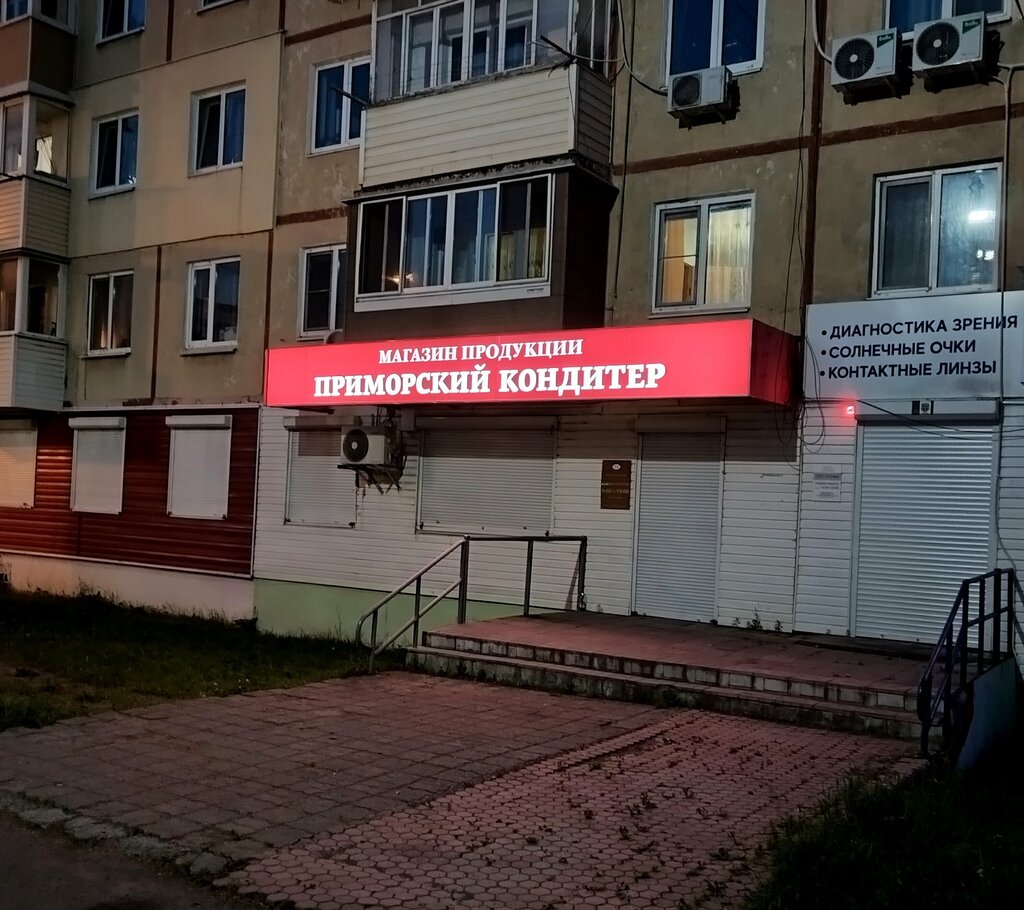 МАГАЗИН ПРОДУКЦИИ
ПРИМОРСКИЙ КОНДИТЕР
• ДИАГНОСТИКА ЗРЕНИЯ
• СОЛНЕЧНЫЕ ОЧКИ
• КОНТАКТНЫЕ ЛИНЗЫ